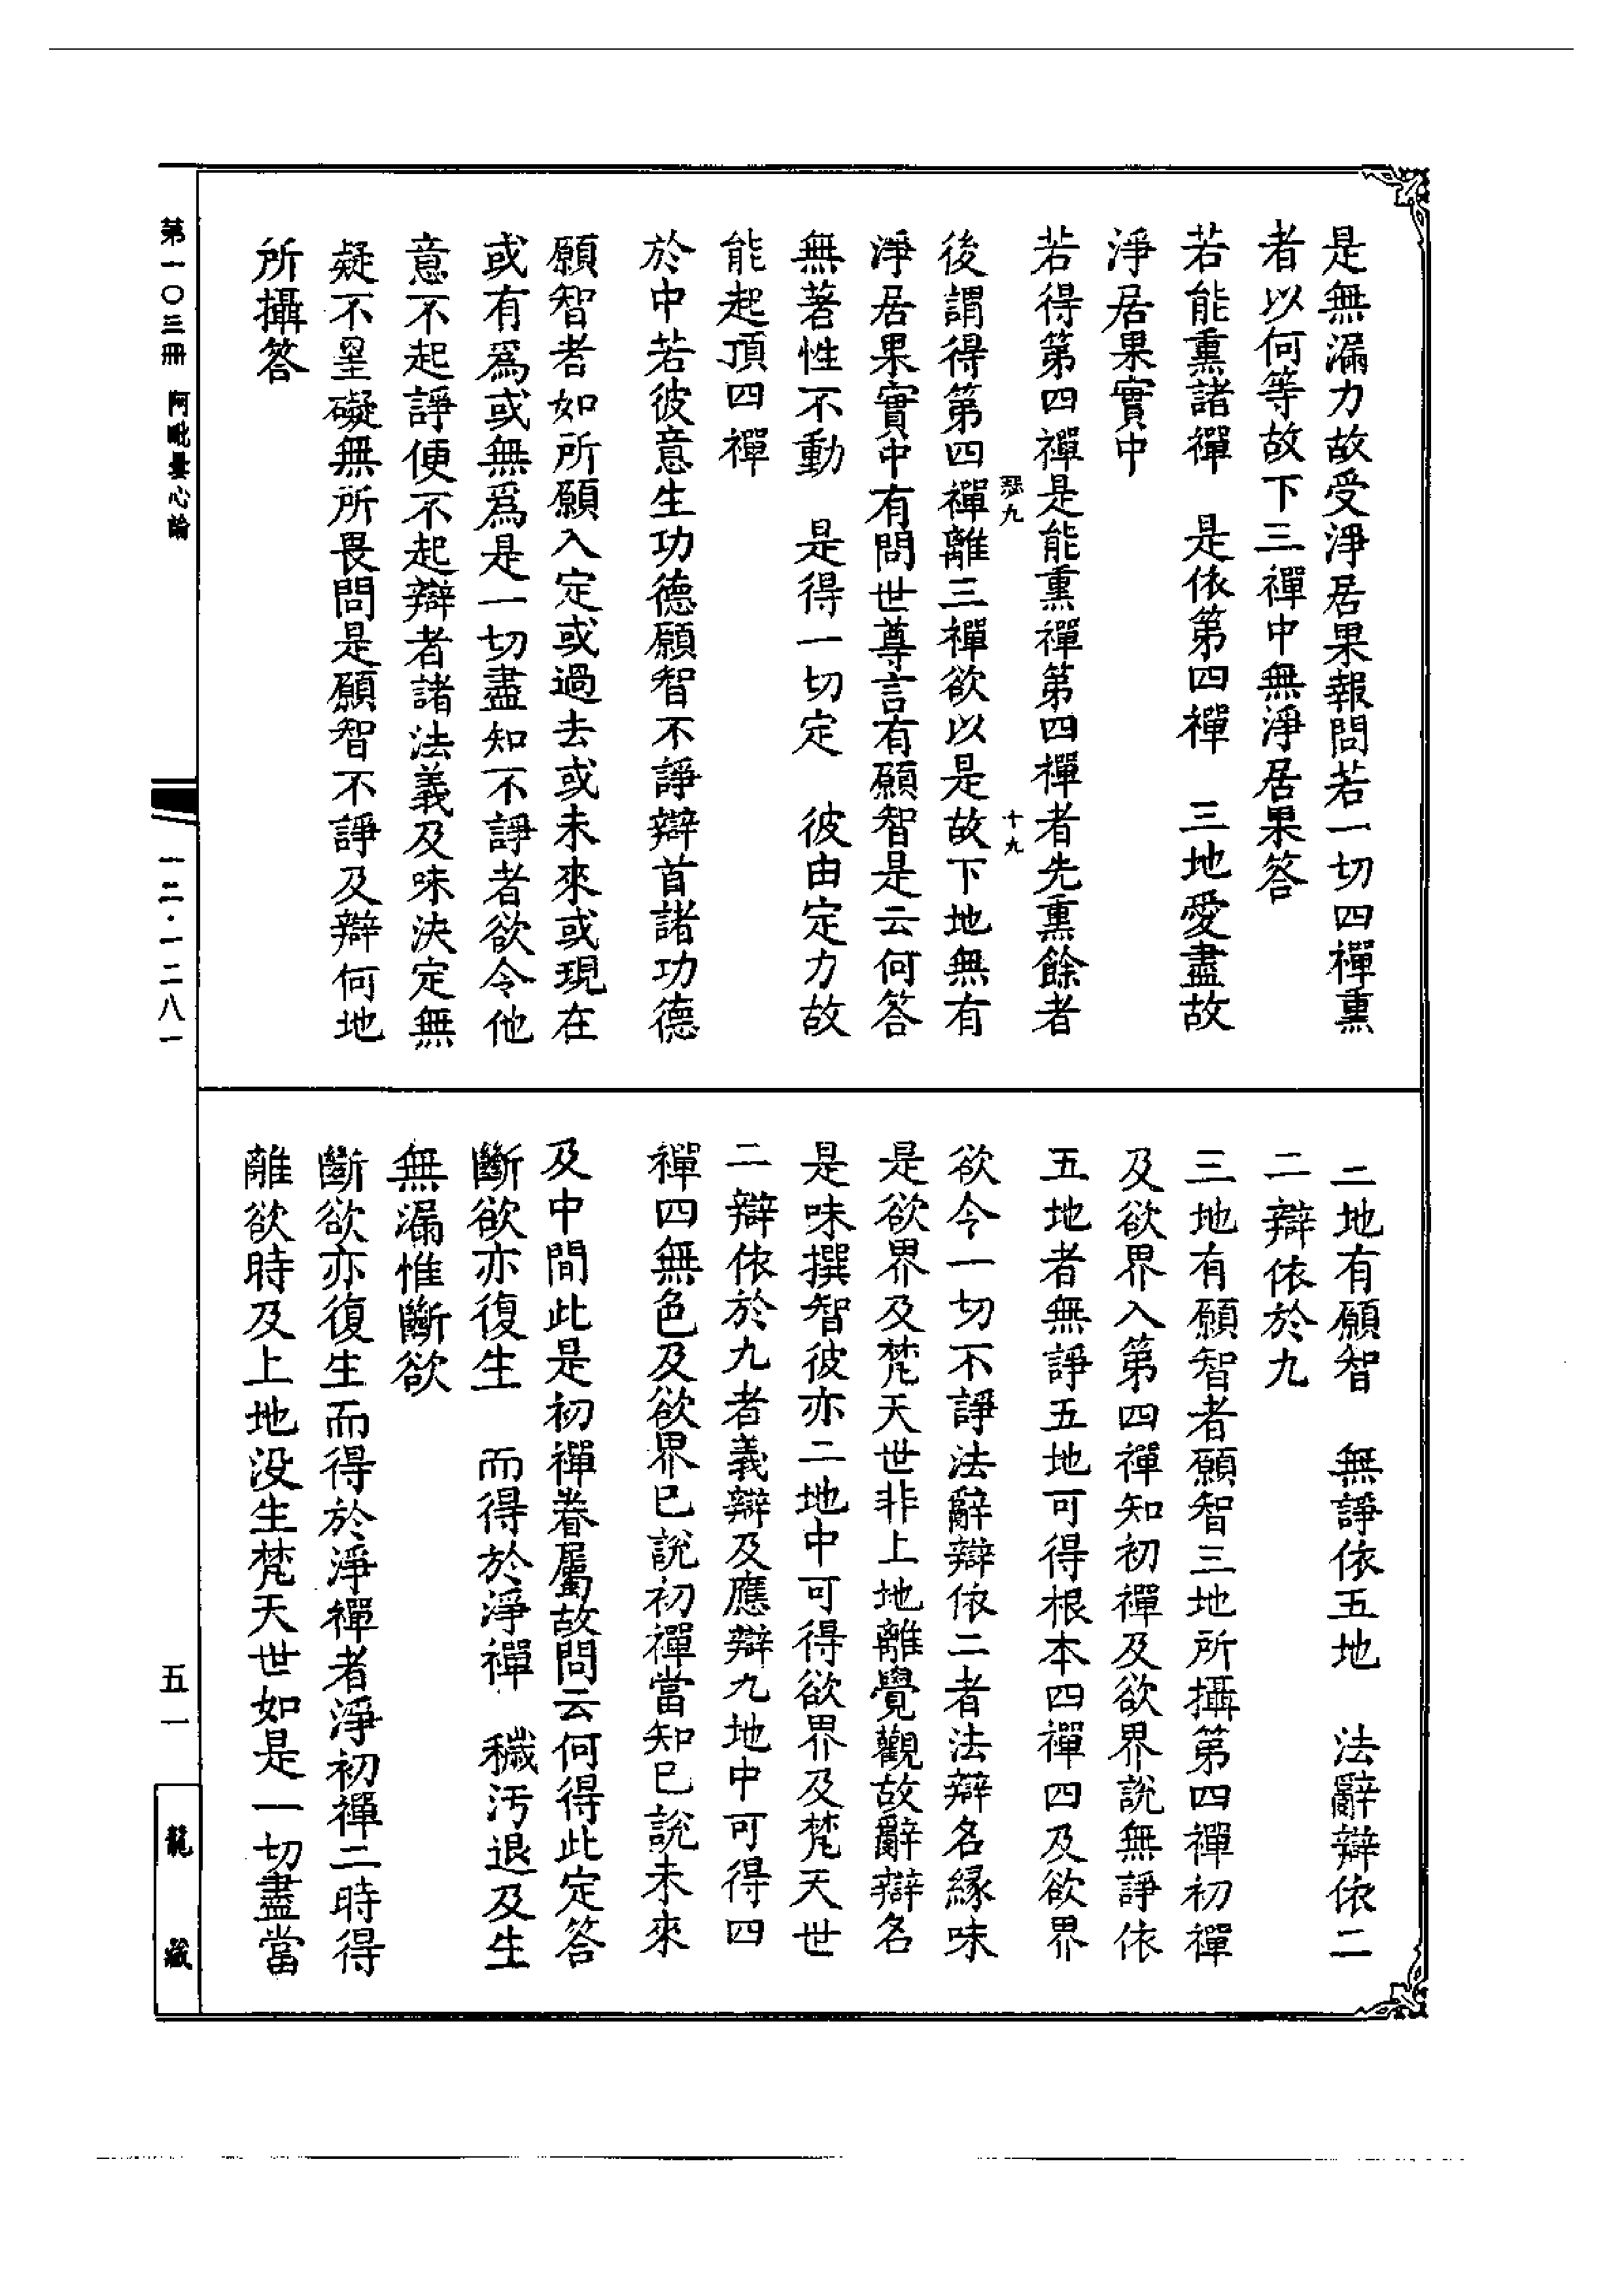 是無漏力故受淨居果報問若一切四禪熏
者以何等故下三禪中無淨居果答
若能熏諸禪　是依第四禪　三地愛盡故
淨居果實中
若得第四禪是能熏禪第四禪者先熏餘者
瑟九　十九
後謂得第四禪離三禪欲以是故下地無有
淨居果實中有問世尊言有願智是云何答
無著性不動　是得一切定　彼由定力故
能起頂四禪
於中若彼意生功德願智不諍辯首諸功德
願智者如所願入定或過去或未來或現在
或有爲或無爲是一切盡知不諍者欲令他
意不起諍便不起辯者諸法義及味決定無
疑不罣礙無所畏問是願智不諍及辯何地
所攝答
二地有願智　無諍依五地　法辭辯依二
二辯依於九
三地有願智者願智三地所攝第四禪初禪
及欲界入第四禪知初禪及欲界說無諍依
五地者無諍五地可得根本四禪四及欲界
欲令一切不諍法辭辯依二者法辯名緣味
是欲界及梵天世非上地離覺觀故辭辯名
是味撰智彼亦二地中可得欲界及梵天世
二辯依於九者義辯及應辯九地中可得四
禪四無色及欲界已說初禪當知已說未來
及中間此是初禪眷屬故問云何得此定答
斷欲亦復生　而得於淨禪　穢汚退及生
無漏惟斷欲
斷欲亦復生而得於淨禪者淨初禪二時得
離欲時及上地没生梵天世如是一切盡當
第一〇三冊　阿毗曇心論
一二·一二八一
五一
龍藏